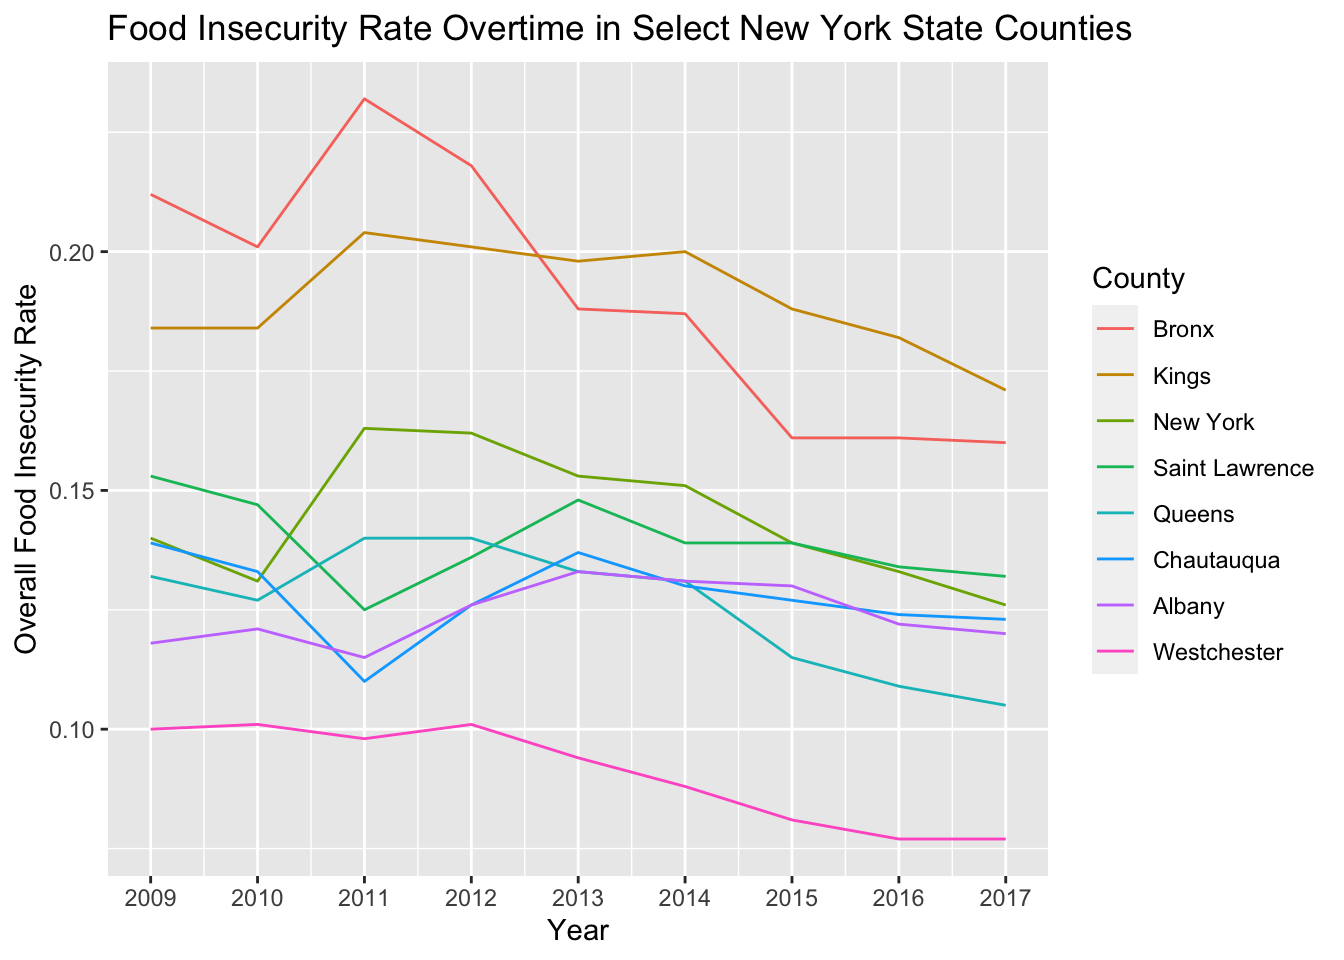 Food Insecurity Rate Overtime in Select New York State Counties
Overall Food Insecurity Rate
0.20
0.15
0.10
2009 2010 2011 2012 2013 2014 2015 2016 2017
Year
County
Bronx
Kings
New York
Saint Lawrence
Queens
Chautauqua
Albany
Westchester